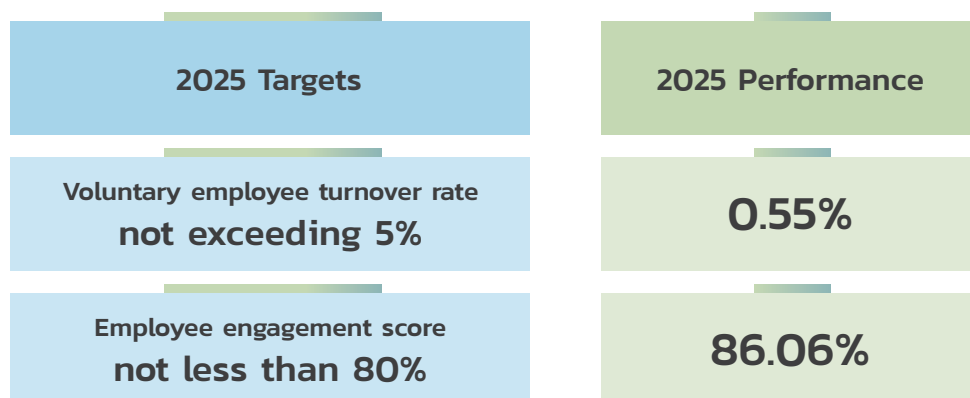 2025 Targets
2025 Performance
Voluntary employee turnover rate
not exceeding 5%
0.55%
Employee engagement score
not less than 80%
86.06%